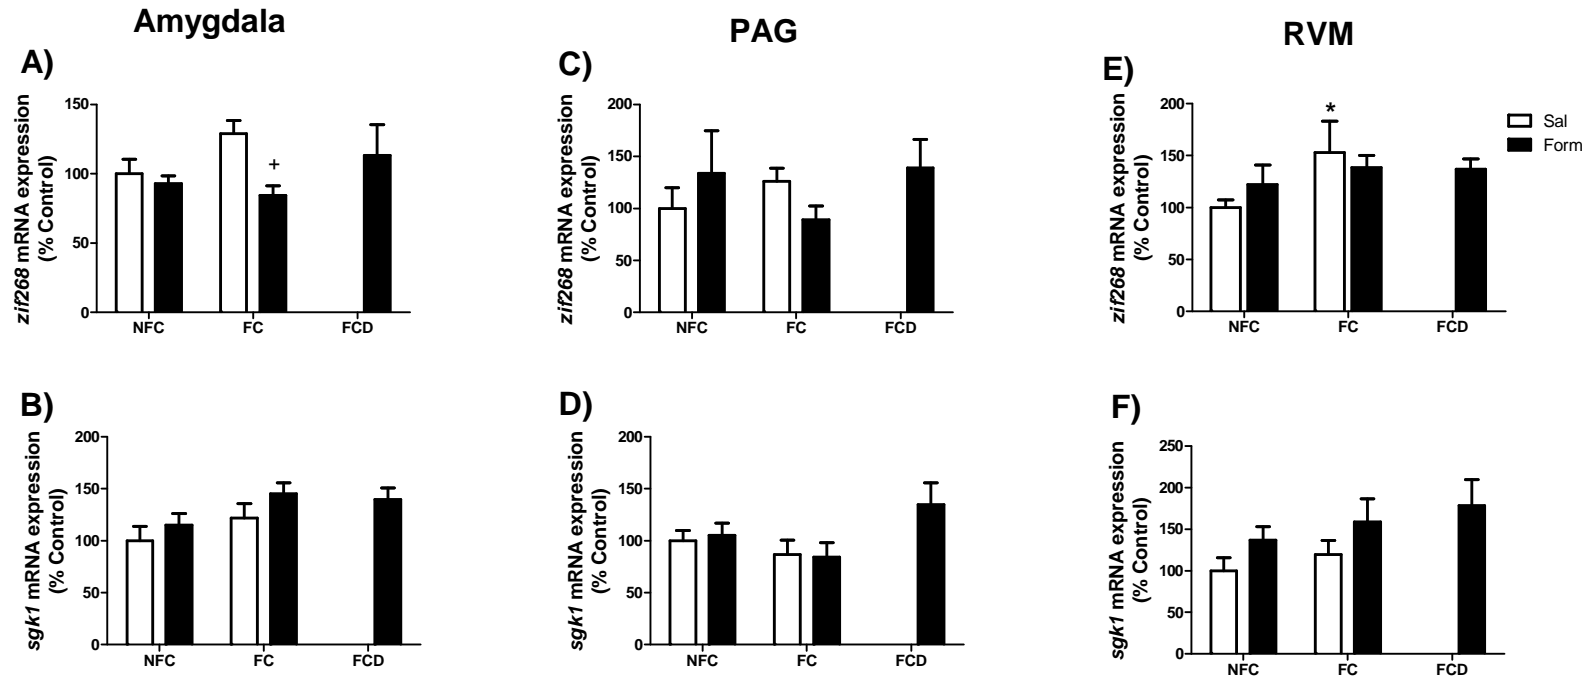 Amygdala
PAG
RVM
A)
zif268 mRNA expression
(% Control)
150
100
50
0
+
NFC
FC
FCD
C)
zif268 mRNA expression
(% Control)
200
150
100
50
0
NFC
FC
FCD
E)
zif268 mRNA expression
(% Control)
200
150
100
50
0
*
NFC
FC
FCD
Sal
Form
B)
sgk1 mRNA expression
(% Control)
200
150
100
50
0
NFC
FC
FCD
D)
sgk1 mRNA expression
(% Control)
200
150
100
50
0
NFC
FC
FCD
F)
sgk1 mRNA expression
(% Control)
250
200
150
100
50
0
NFC
FC
FCD